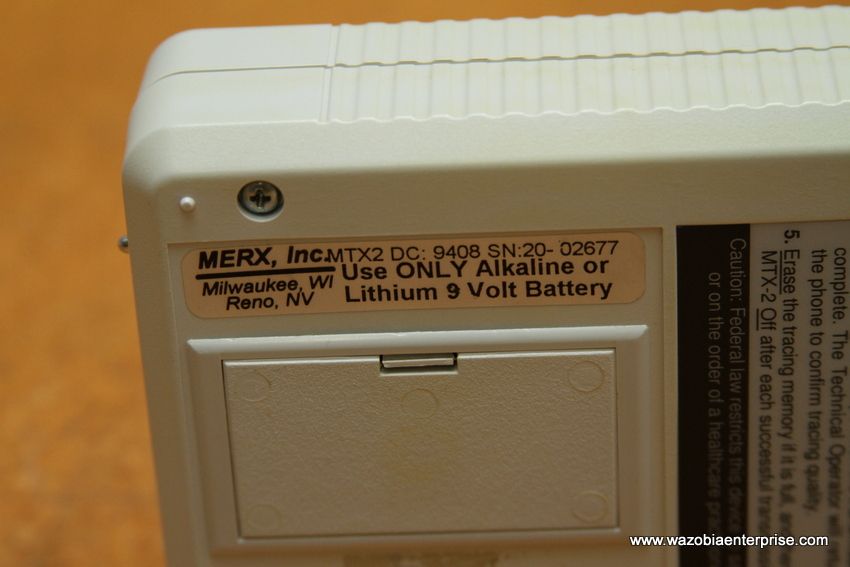 MERX, Inc.
Milwaukee, WI
Reno, NV
MTX2 DC: 9408 SN:20- 02677
Use ONLY Alkaline or
Lithium 9 Volt Battery
complete. The Technical Operator will
the phone to confirm tracing quality.
5. Erase the tracing memory if it is full, and
MTX-2 Off after each successful
Caution: Federal law restricts this device
or on the order of a healthcare
www.wazobiaenterprise.com